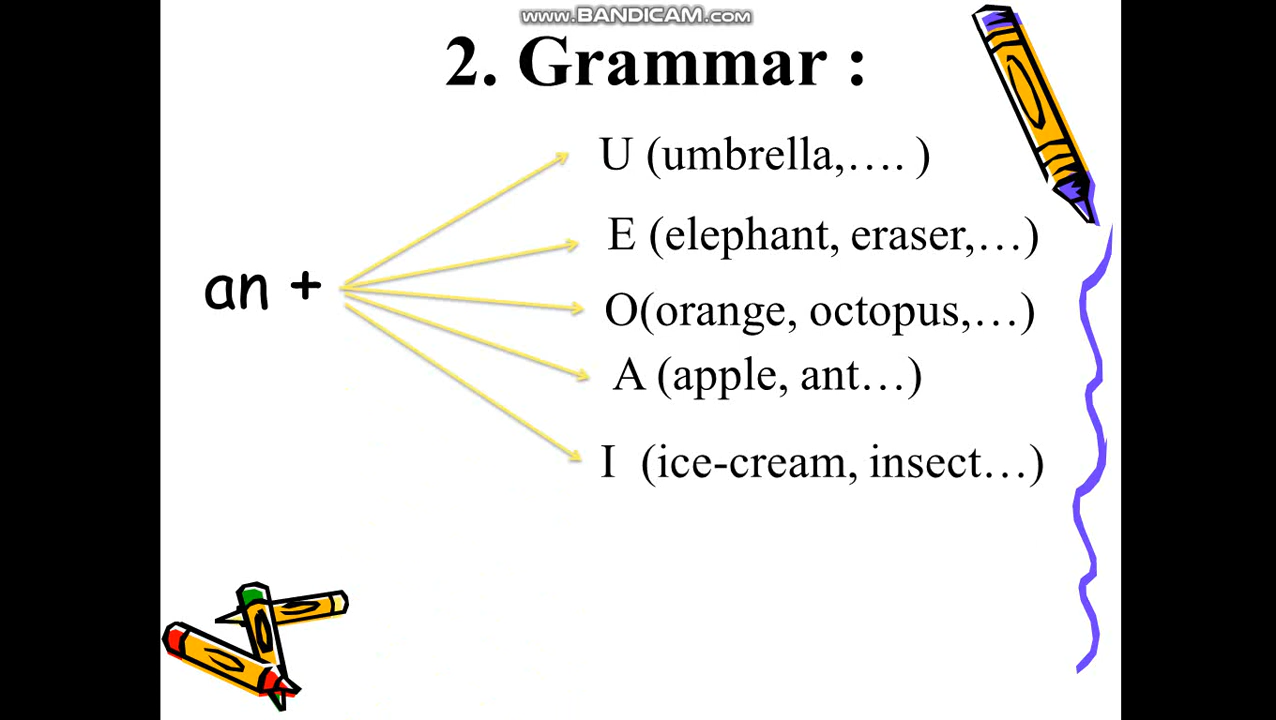 www.BANDICAM.com
2. Grammar :
U (umbrella,…. )
E (elephant, eraser,…)
an +
O(orange, octopus,…)
A (apple, ant…)
I (ice-cream, insect…)